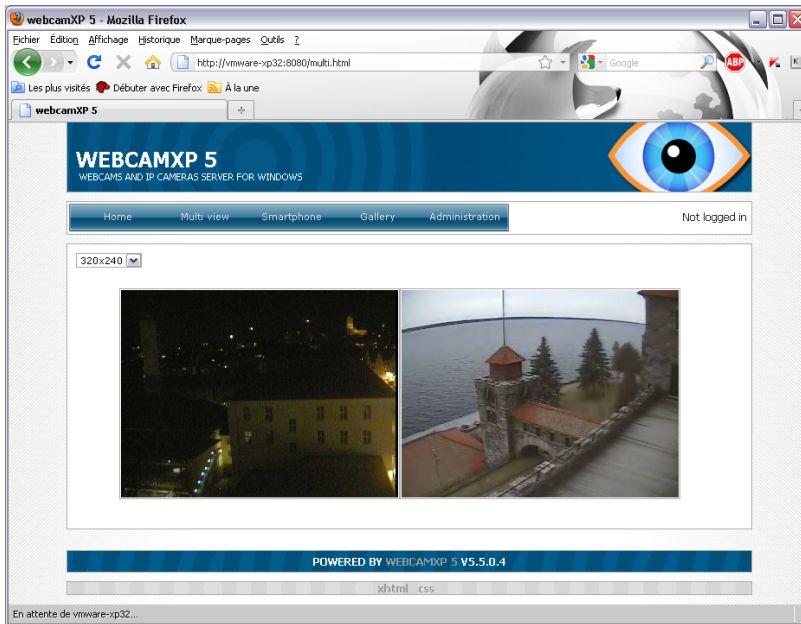 webcamXP 5 - Mozilla Firefox
Fichier Édition Affichage Historique Marque-pages Outils ?
http://vmware-xp32:8080/multi.html Google ABP K K
Les plus visités Débuter avec Firefox À la une
webcamXP 5
WEBCAMXP 5
WEBCAMS AND IP CAMERAS SERVER FOR WINDOWS
Home Multi view Smartphone Gallery Administration Not logged in
320x240
POWERED BY WEBCAMXP 5 V5.5.0.4
xhtml css
En attente de vmware-xp32...